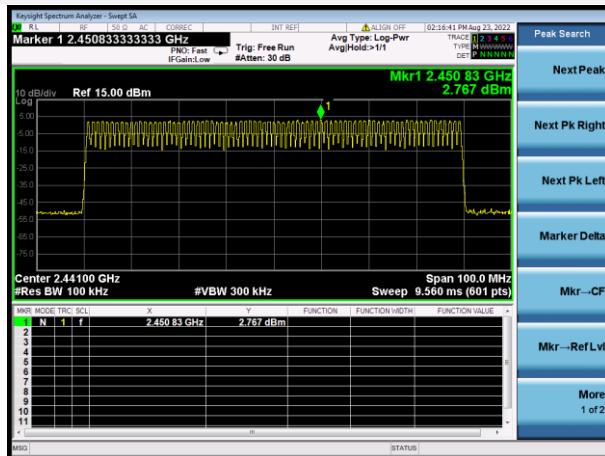 Keysight Spectrum Analyzer - Swept SA
RL RF 50 Ω AC CORREC INT REF ALIGN OFF 02:16:41 PM Aug 23, 2022
Marker 1 2.450833333333 GHz
PNO: Fast
IFGain:Low
Trig: Free Run
#Atten: 30 dB
Avg Type: Log-Pwr
Avg|Hold:>1/1
TRACE 1 2 3 4 5 6
TYPE M WWWWW
DET P N N N N N
Peak Search
Mkr1 2.450 83 GHz
2.767 dBm
10 dB/div Ref 15.00 dBm
Log
1
5.00
-5.00
-15.0
-25.0
-35.0
-45.0
-55.0
-65.0
-75.0
Center 2.44100 GHz Span 100.0 MHz
#Res BW 100 kHz #VBW 300 kHz Sweep 9.560 ms (601 pts)
MKR MODE TRC SCL X Y FUNCTION FUNCTION WIDTH FUNCTION VALUE
1 N 1 f 2.450 83 GHz 2.767 dBm
2
3
4
5
6
7
8
9
10
11
MSG STATUS
Next Peak
Next Pk Right
Next Pk Left
Marker Delta
Mkr→CF
Mkr→Ref Lvl
More
1 of 2